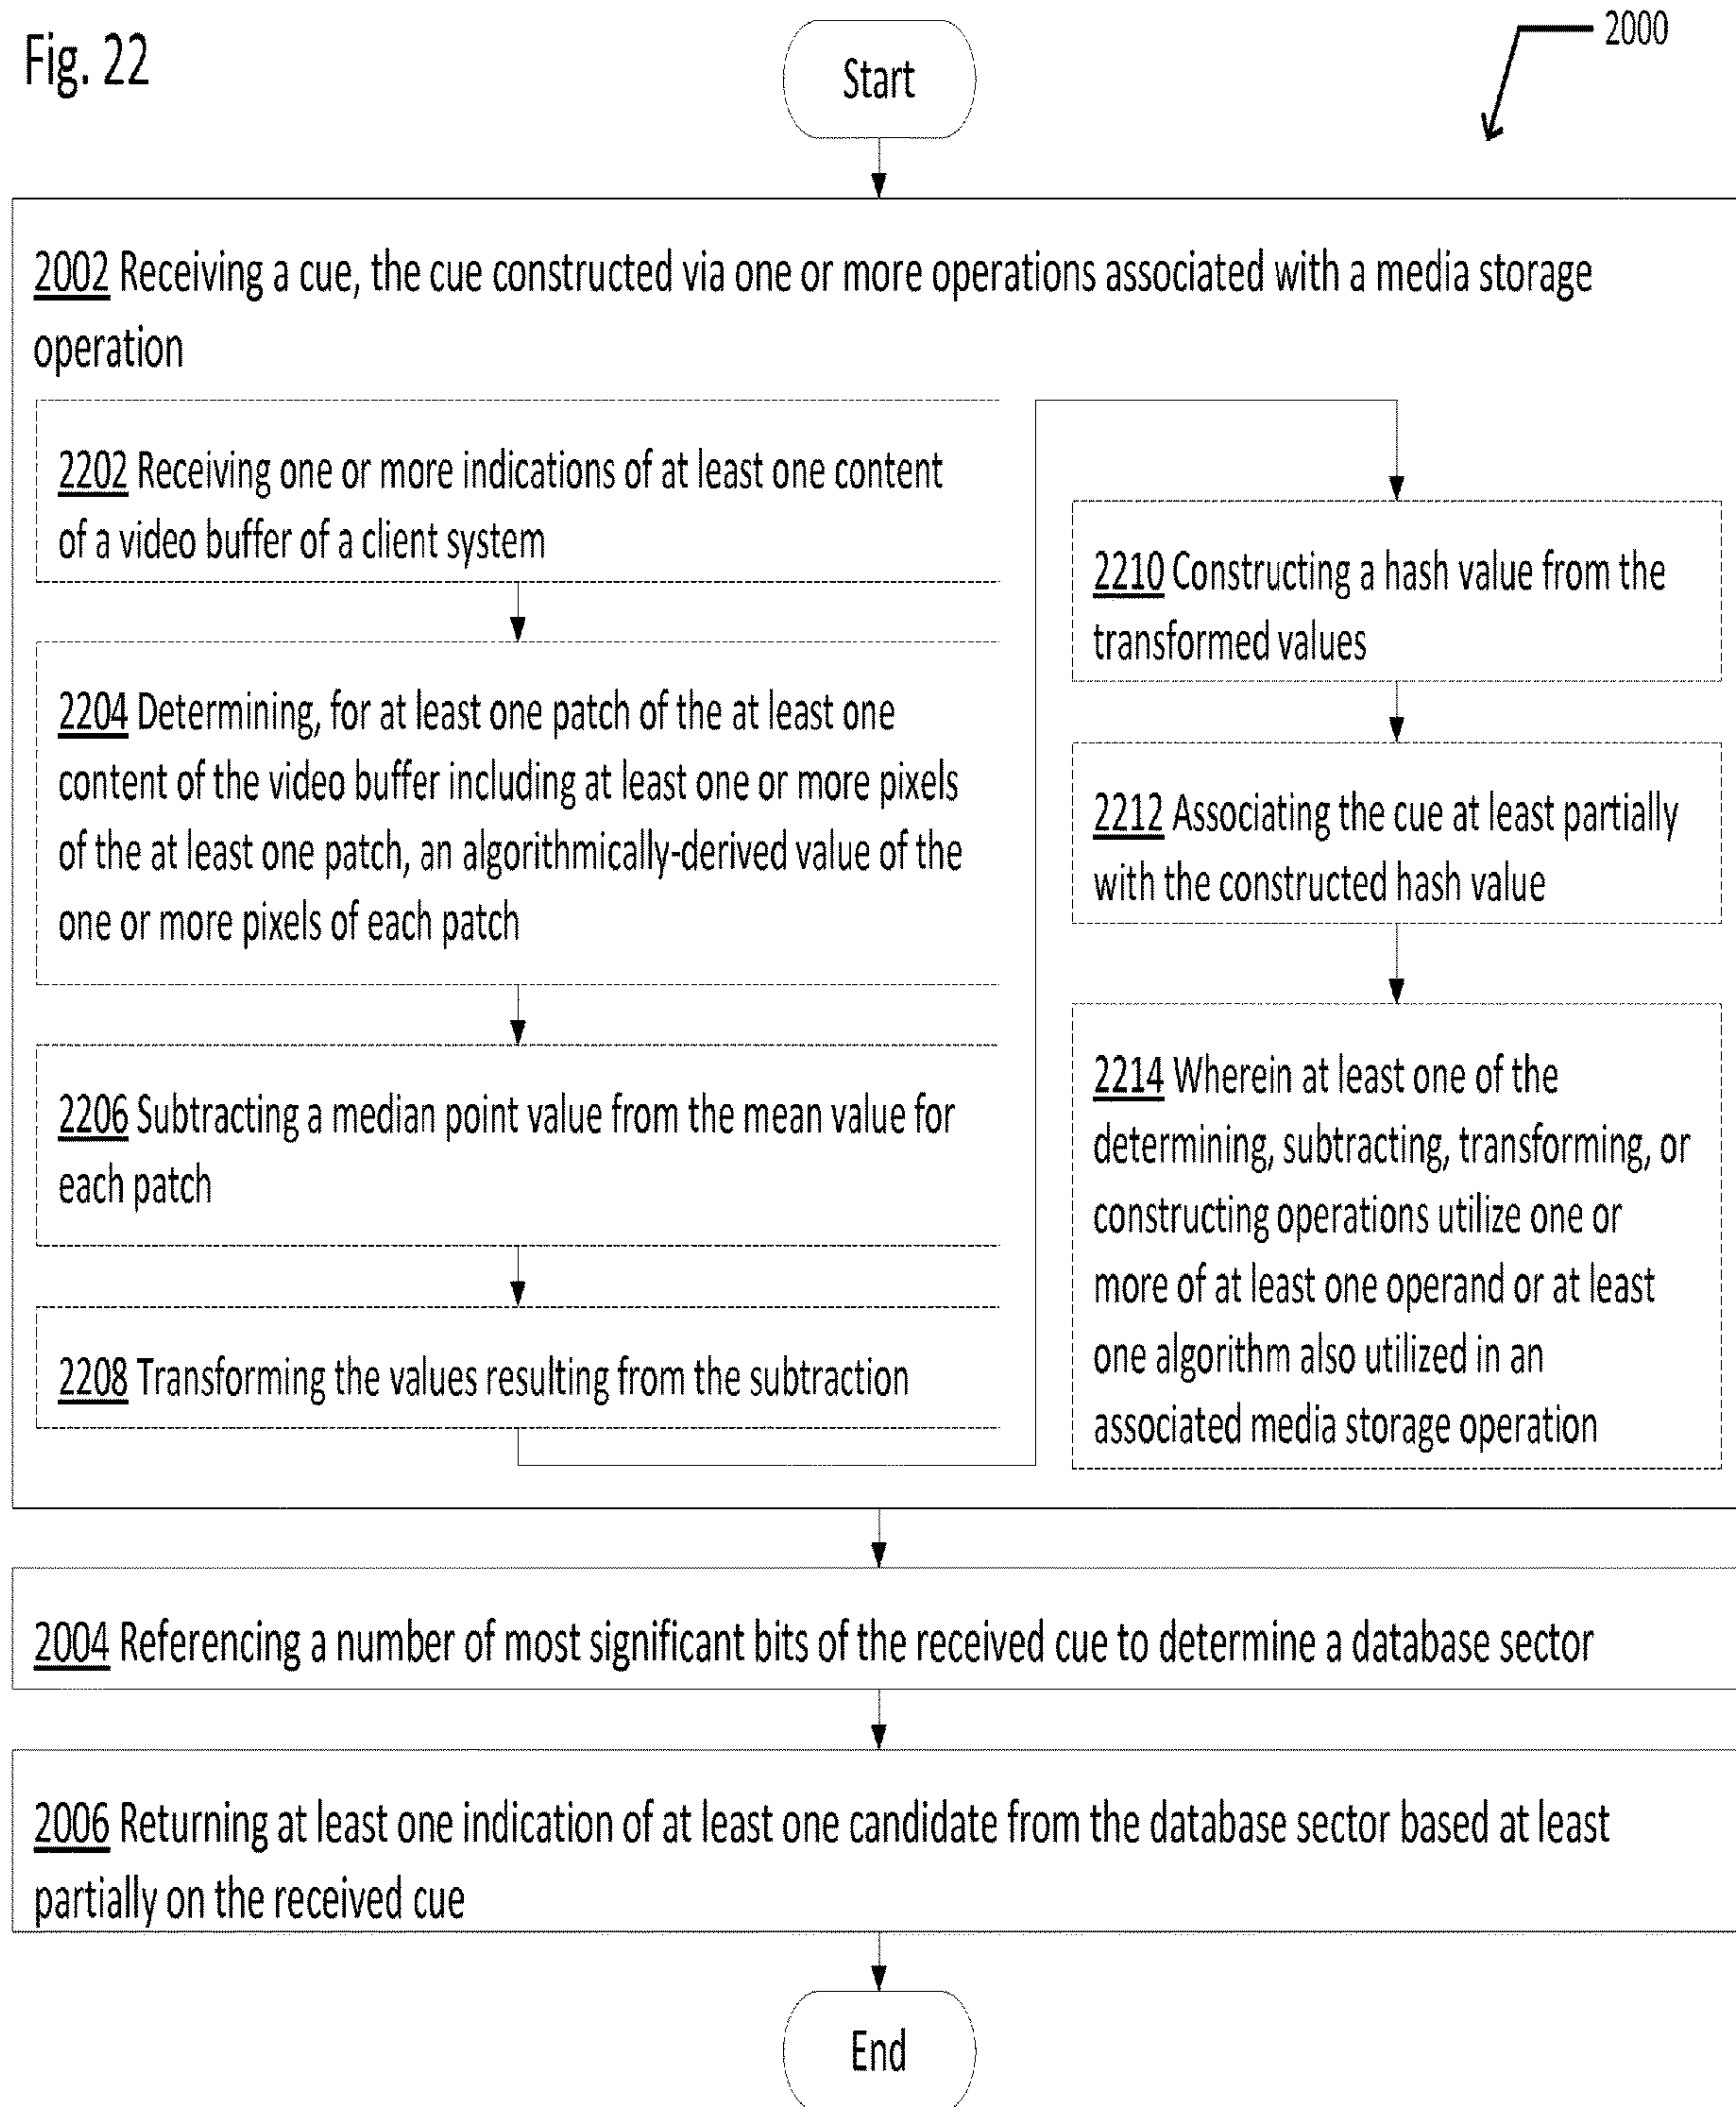 Fig. 22
Start
2000
2002 Receiving a cue, the cue constructed via one or more operations associated with a media storage
operation
2202 Receiving one or more indications of at least one content
of a video buffer of a client system
2204 Determining, for at least one patch of the at least one
content of the video buffer including at least one or more pixels
of the at least one patch, an algorithmically-derived value of the
one or more pixels of each patch
2206 Subtracting a median point value from the mean value for
each patch
2208 Transforming the values resulting from the subtraction
2210 Constructing a hash value from the
transformed values
2212 Associating the cue at least partially
with the constructed hash value
2214 Wherein at least one of the
determining, subtracting, transforming, or
constructing operations utilize one or
more of at least one operand or at least
one algorithm also utilized in an
associated media storage operation
2004 Referencing a number of most significant bits of the received cue to determine a database sector
2006 Returning at least one indication of at least one candidate from the database sector based at least
partially on the received cue
End